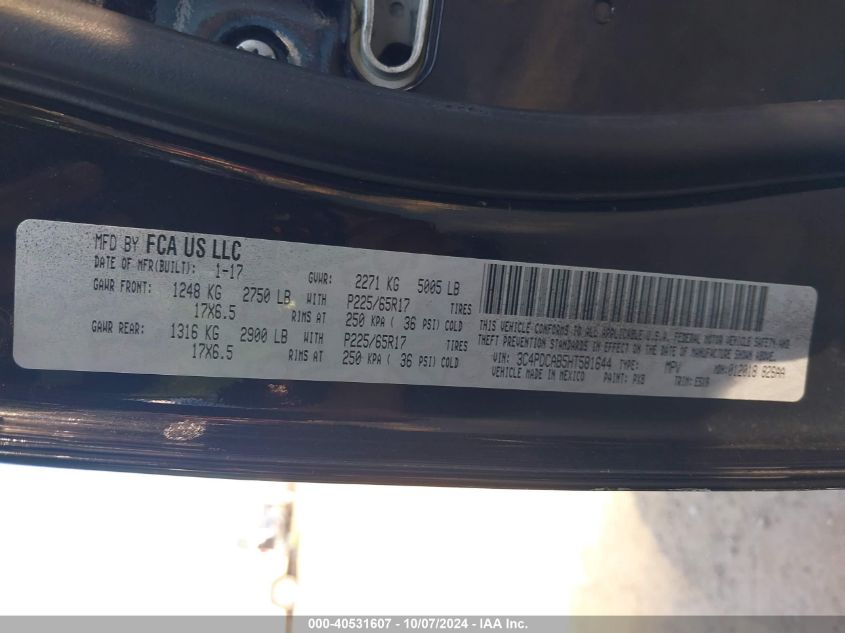 MFD BY FCA US LLC
DATE OF MFR(BUILT): 1-17 GVWR: 2271 KG 5005 LB
GAWR FRONT: 1248 KG 2750 LB WITH P225/65R17 TIRES
17X6.5 RIMS AT 250 KPA ( 36 PSI) COLD
GAWR REAR: 1316 KG 2900 LB WITH P225/65R17 TIRES
17X6.5 RIMS AT 250 KPA ( 36 PSI) COLD
THIS VEHICLE CONFORMS TO ALL APPLICABLE U.S.A. FEDERAL MOTOR VEHICLE SAFETY AND
THEFT PREVENTION STANDARDS IN EFFECT ON THE DATE OF MANUFACTURE SHOWN ABOVE.
VIN: 3C4PDCAB5HT581644 TYPE: MPV MDH: 012018 826AA
VEHICLE MADE IN MEXICO PAINT: PXB TRIM:
000-40531607 - 10/07/2024 - IAA Inc.